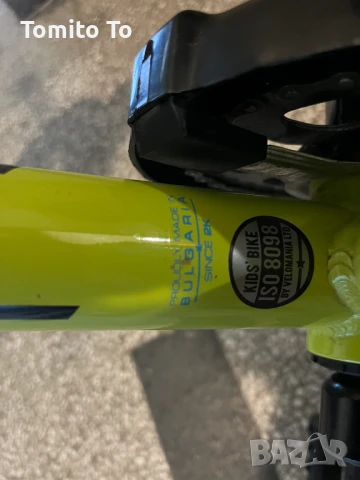 Tomito To
PROUDLY MADE IN
BULGARIA
SINCE 2K
KIDS' BIKE
ISO 8098
BY VELOMANIA LTD
BAZAR